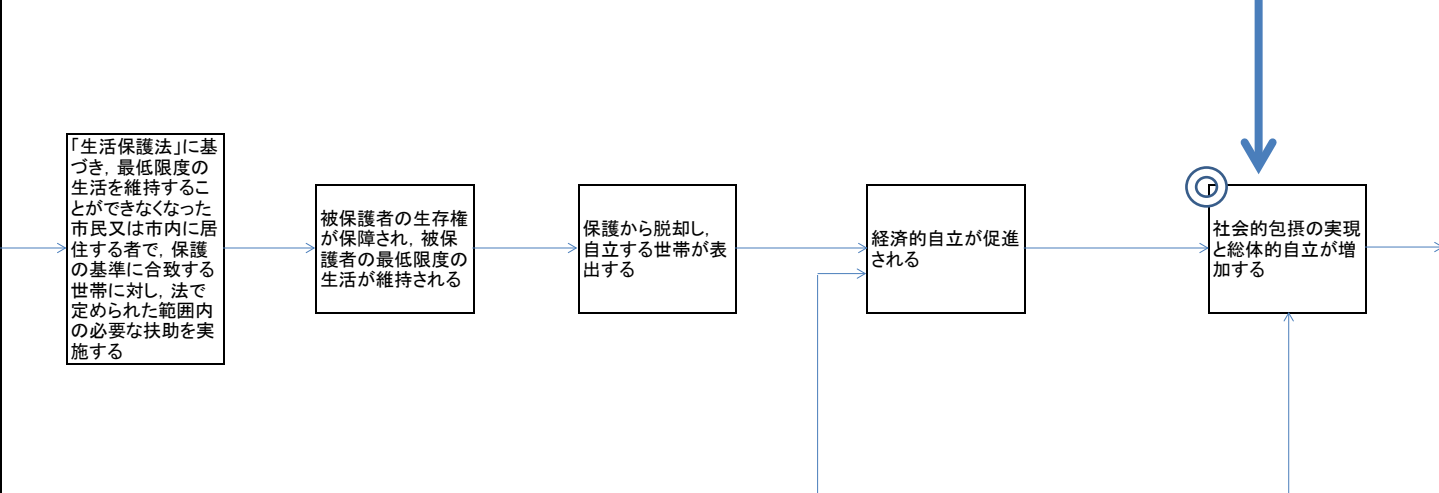 「生活保護法」に基
づき，最低限度の
生活を維持するこ
とができなくなった
市民又は市内に居
住する者で，保護
の基準に合致する
世帯に対し，法で
定められた範囲内
の必要な扶助を実
施する
被保護者の生存権
が保障され，被保
護者の最低限度の
生活が維持される
保護から脱却し，
自立する世帯が表
出する
経済的自立が促進
される
社会的包摂の実現
と総体的自立が増
加する